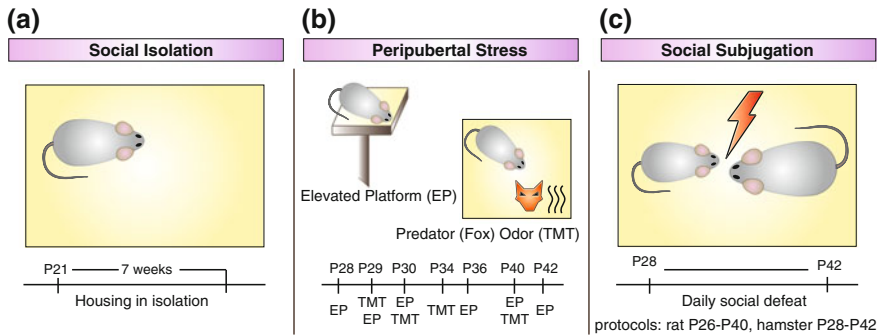 (a)
Social Isolation
P21
7 weeks
Housing in isolation
(b)
Peripubertal Stress
Elevated Platform (EP)
Predator (Fox) Odor (TMT)
P28 P29 P30 P34 P36 P40 P42
EP TMT EP TMT EP EP EP
EP TMT TMT
(c)
Social Subjugation
P28
P42
Daily social defeat
protocols: rat P26-P40, hamster P28-P42